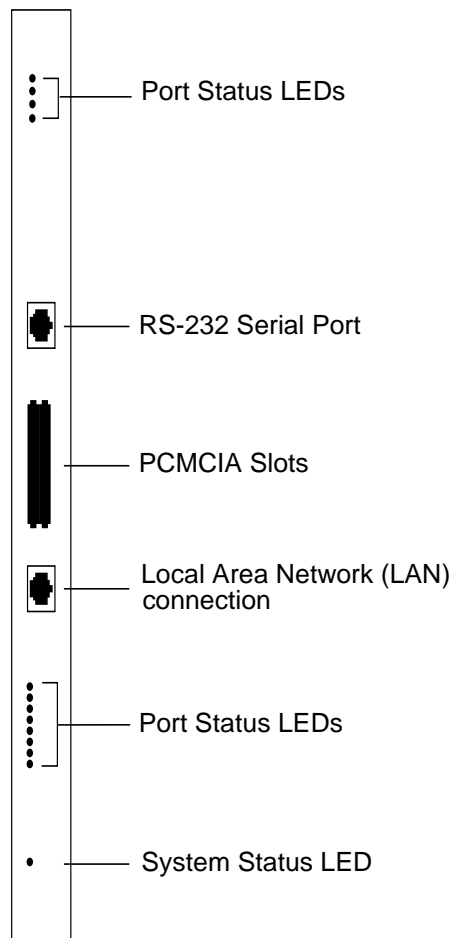 Port Status LEDs
RS-232 Serial Port
PCMCIA Slots
Local Area Network (LAN)
connection
Port Status LEDs
System Status LED